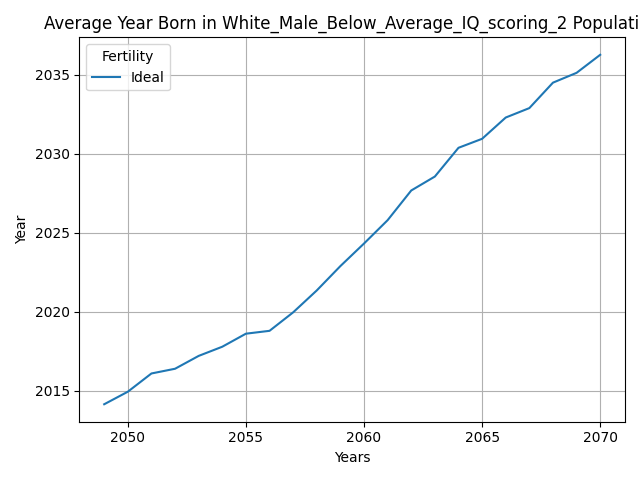 Average Year Born in White_Male_Below_Average_IQ_scoring_2 Populati
Fertility
Ideal
2035
2030
2025
2020
2015
Year
2050 2055 2060 2065 2070
Years